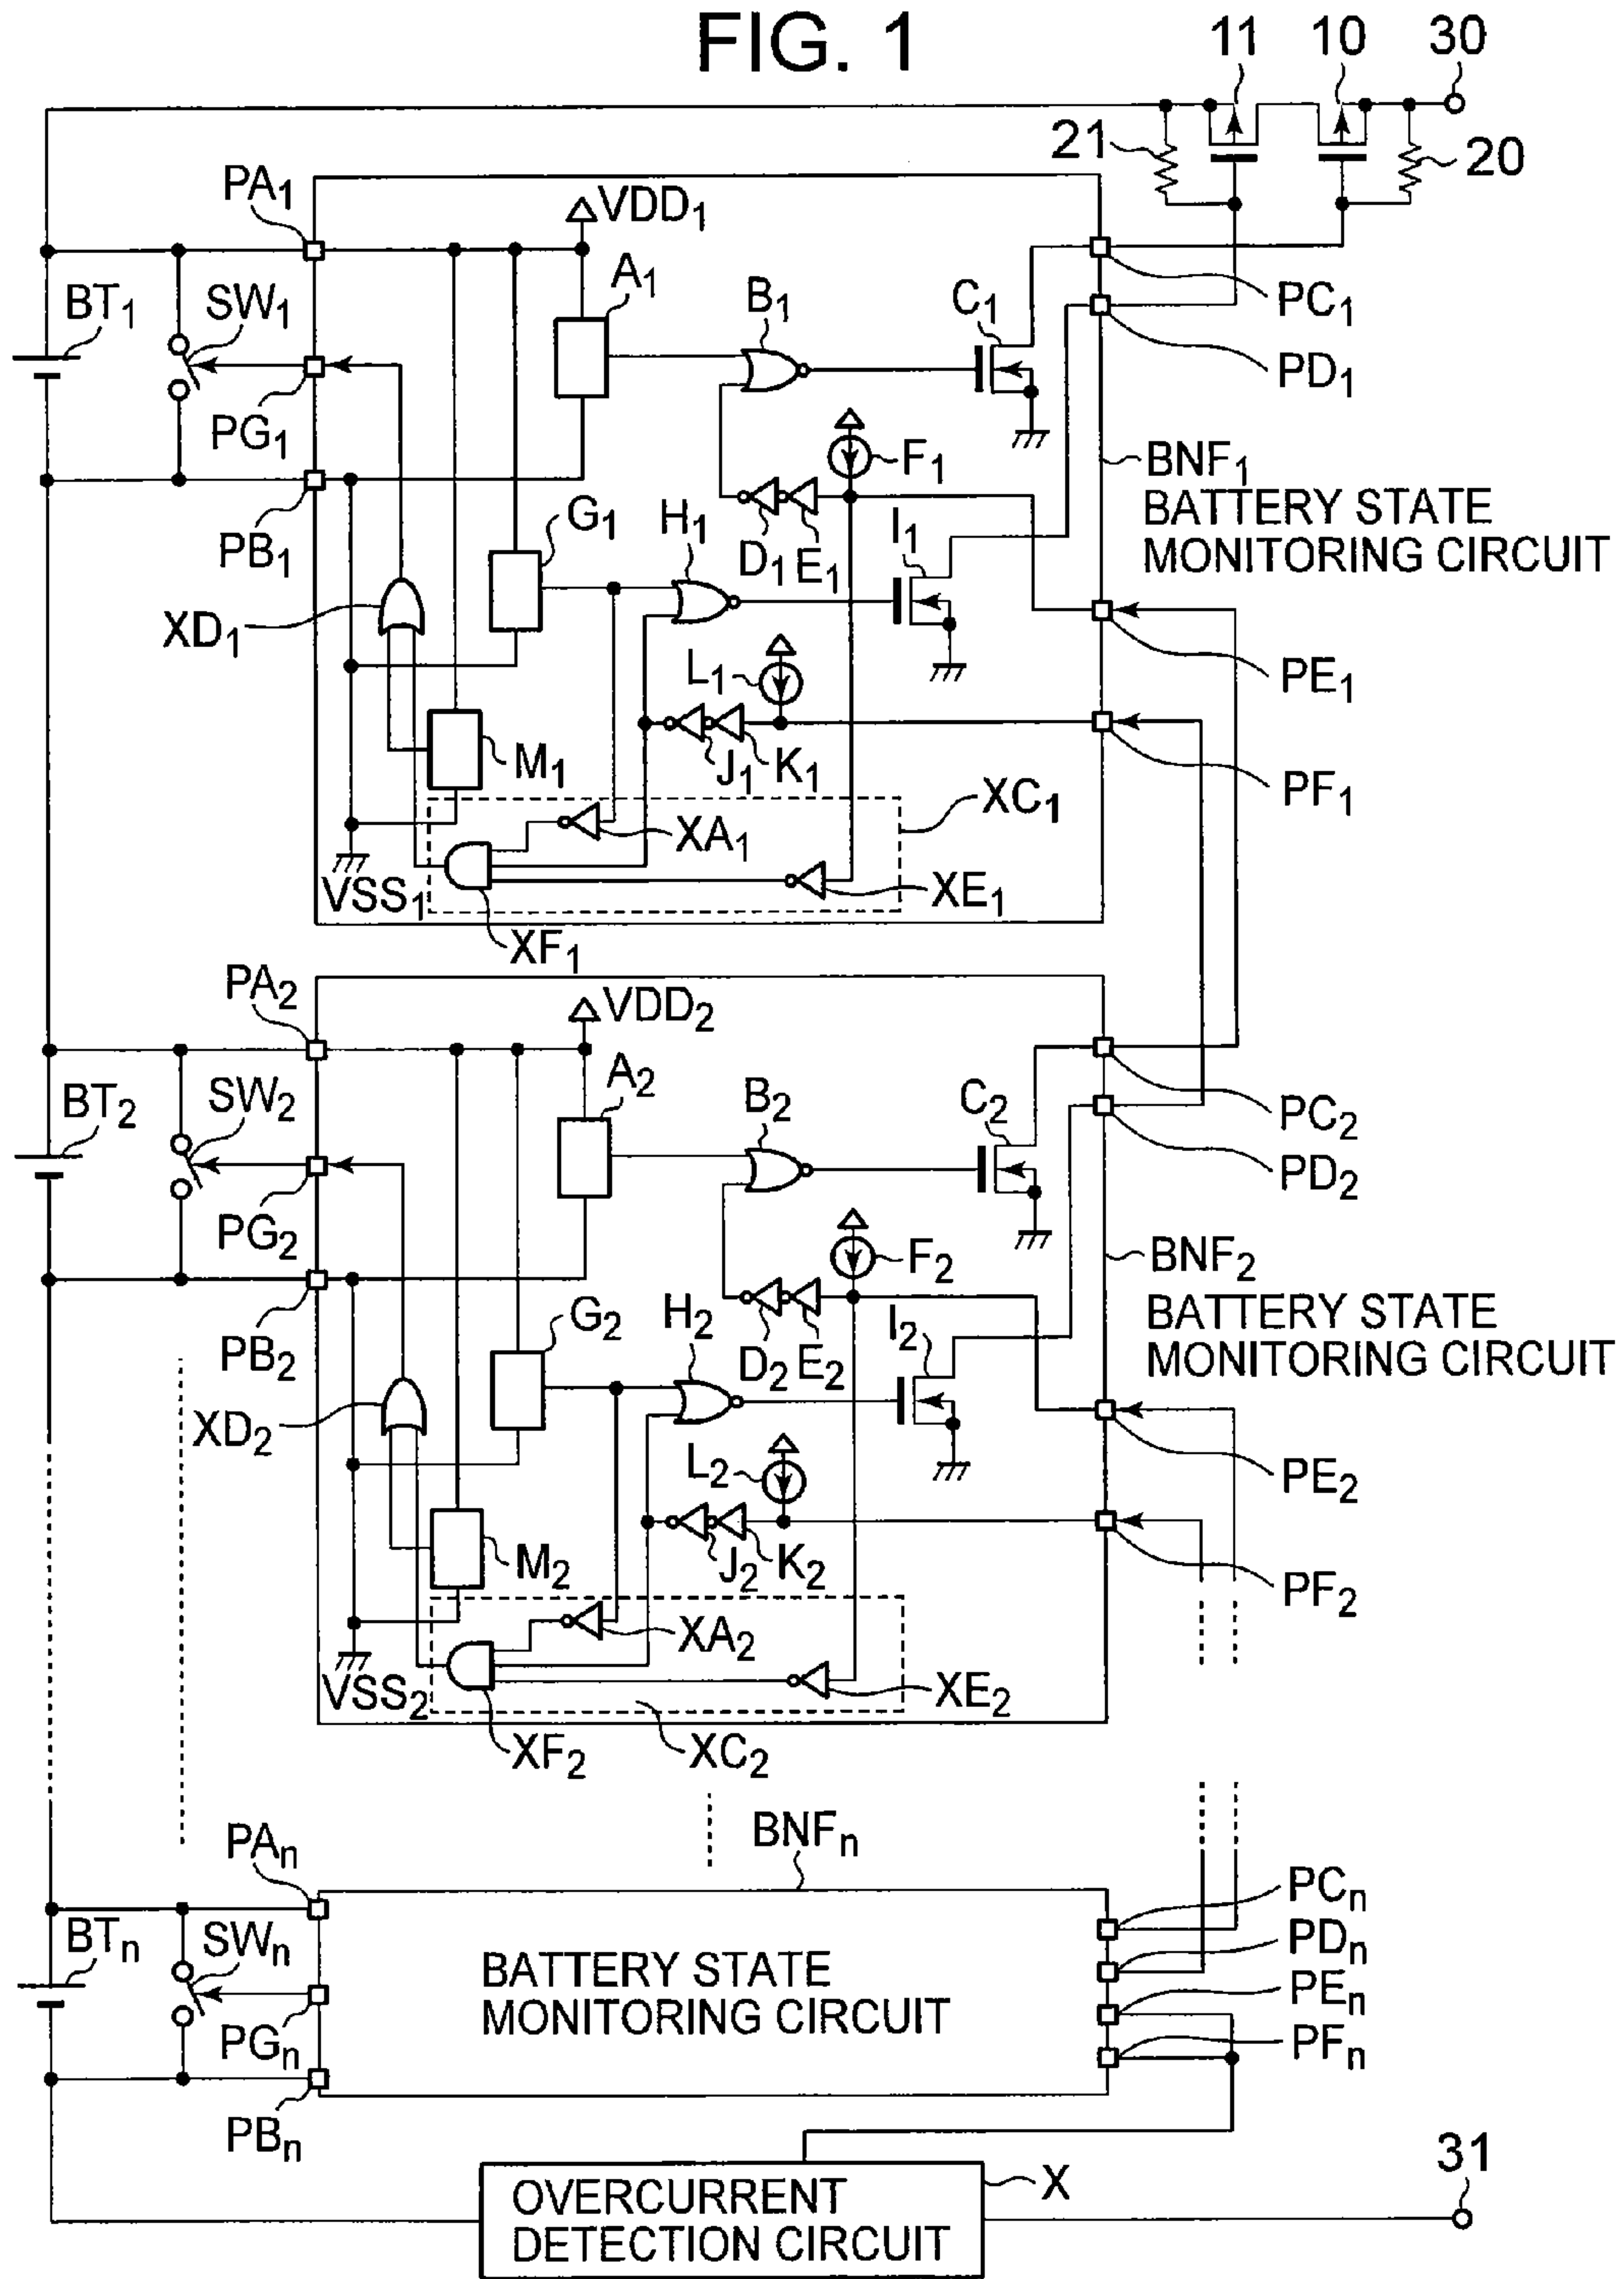 FIG. 1
11 10 30
21 20
PA1 VDD1
A1
BT1 SW1 B1 C1 PC1
PD1
PG1 F1 BNF1
BATTERY STATE
MONITORING CIRCUIT
PB1 G1 H1 D1 E1 I1
XD1 L1 PE1
M1 J1 K1 PF1
XA1 XC1
VSS1 XE1
XF1
PA2 VDD2
A2
BT2 SW2 B2 C2 PC2
PD2
PG2 F2 BNF2
BATTERY STATE
MONITORING CIRCUIT
PB2 G2 H2 D2 E2 I2
XD2 L2 PE2
M2 J2 K2 PF2
XA2
VSS2 XE2
XF2 XC2
PAn BNFn
PCn
BTn SWn PDn
BATTERY STATE
MONITORING CIRCUIT
PEn
PGn PFn
PBn
31
OVERCURRENT
DETECTION CIRCUIT
X